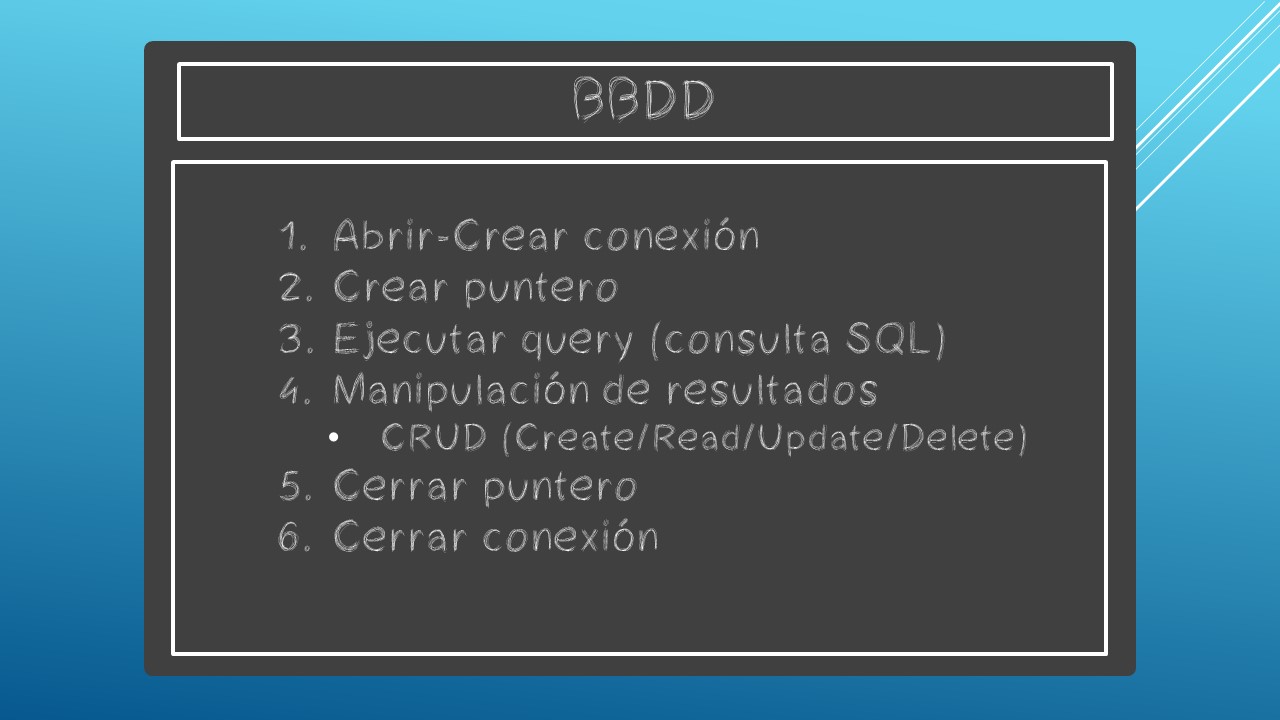 BBDD
1. Abrir-Crear conexión
2. Crear puntero
3. Ejecutar query (consulta SQL)
4. Manipulación de resultados
• CRUD (Create/Read/Update/Delete)
5. Cerrar puntero
6. Cerrar conexión